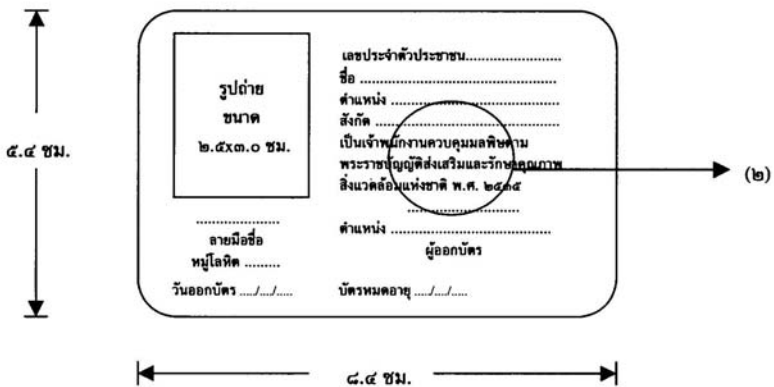 ๕.๔ ซม.
รูปถ่าย
ขนาด
๒.๕x๓.๐ ซม.
....................
ลายมือชื่อ
หมู่โลหิต .........
วันออกบัตร ..../..../.....
เลขประจำตัวประชาชน..........................
ชื่อ ......................................................
ตำแหน่ง ..............................................
สังกัด ..................................................
เป็นเจ้าพนักงานควบคุมมลพิษตาม
พระราชบัญญัติส่งเสริมและรักษาคุณภาพ
สิ่งแวดล้อมแห่งชาติ พ.ศ. ๒๕๓๕
..............................
ตำแหน่ง ............................................
ผู้ออกบัตร
บัตรหมดอายุ ...../..../.....
(๒)
๘.๔ ซม.